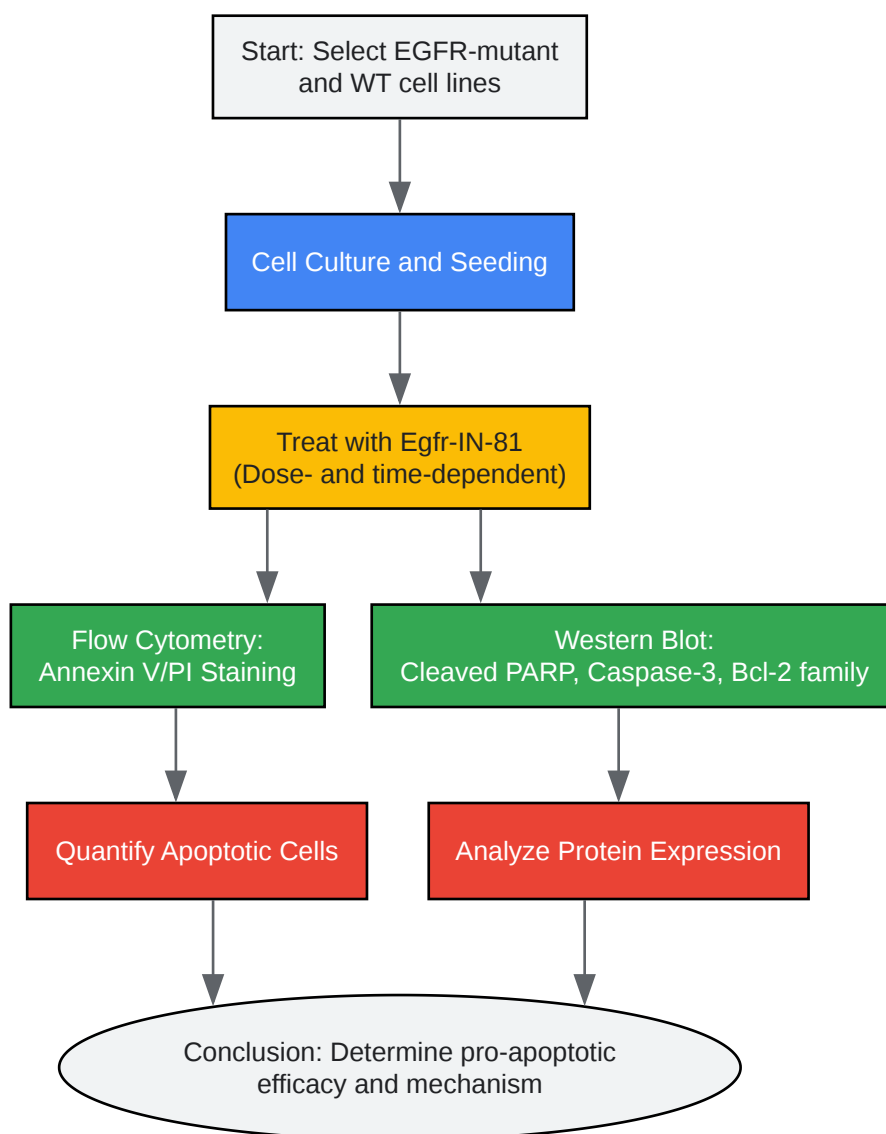 Start: Select EGFR-mutant
and WT cell lines
Cell Culture and Seeding
Treat with Egfr-IN-81
(Dose- and time-dependent)
Flow Cytometry:
Annexin V/PI Staining
Western Blot:
Cleaved PARP, Caspase-3, Bcl-2 family
Quantify Apoptotic Cells
Analyze Protein Expression
Conclusion: Determine pro-apoptotic
efficacy and mechanism